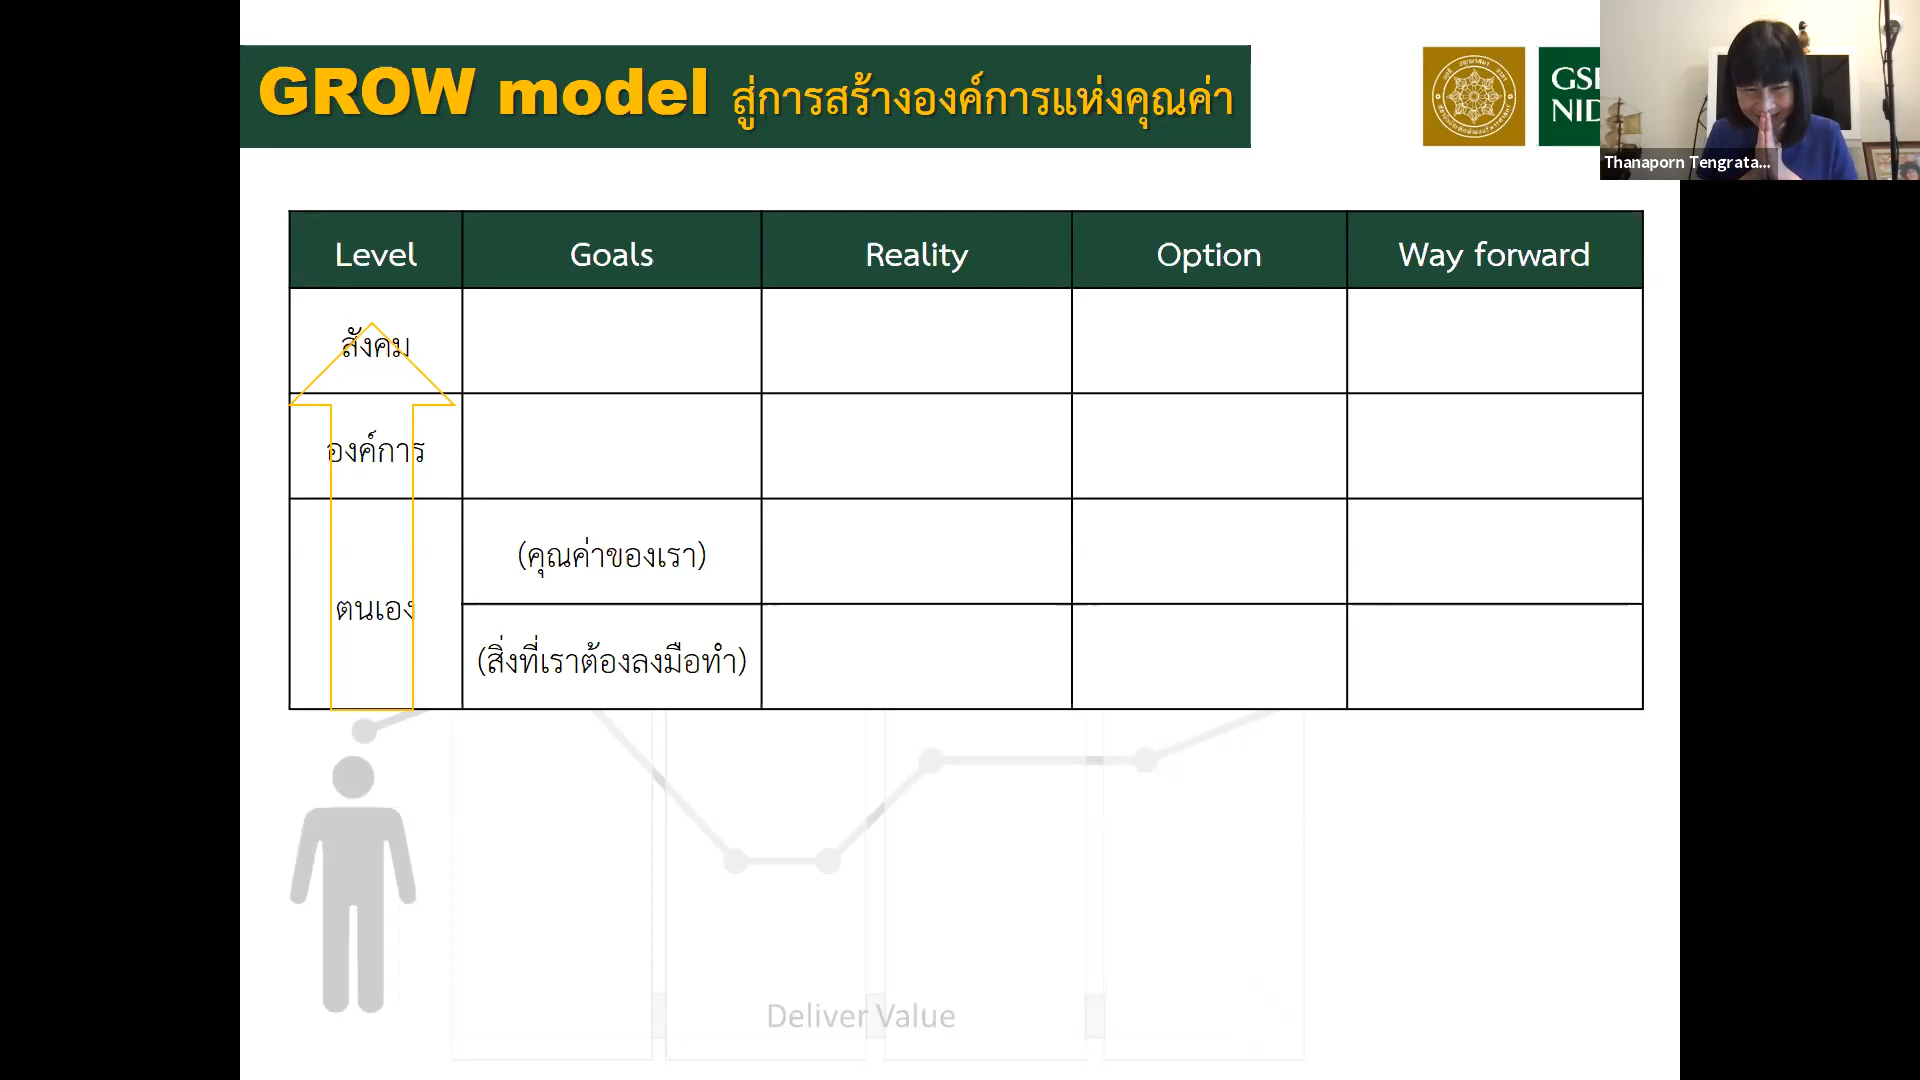 GROW model สู่การสร้างองค์การแห่งคุณค่า
GS
NID
Thanaporn Tengrata...
Level Goals Reality Option Way forward
สังคม
องค์การ
ตนเอง
(คุณค่าของเรา)
(สิ่งที่เราต้องลงมือทำ)
Deliver Value